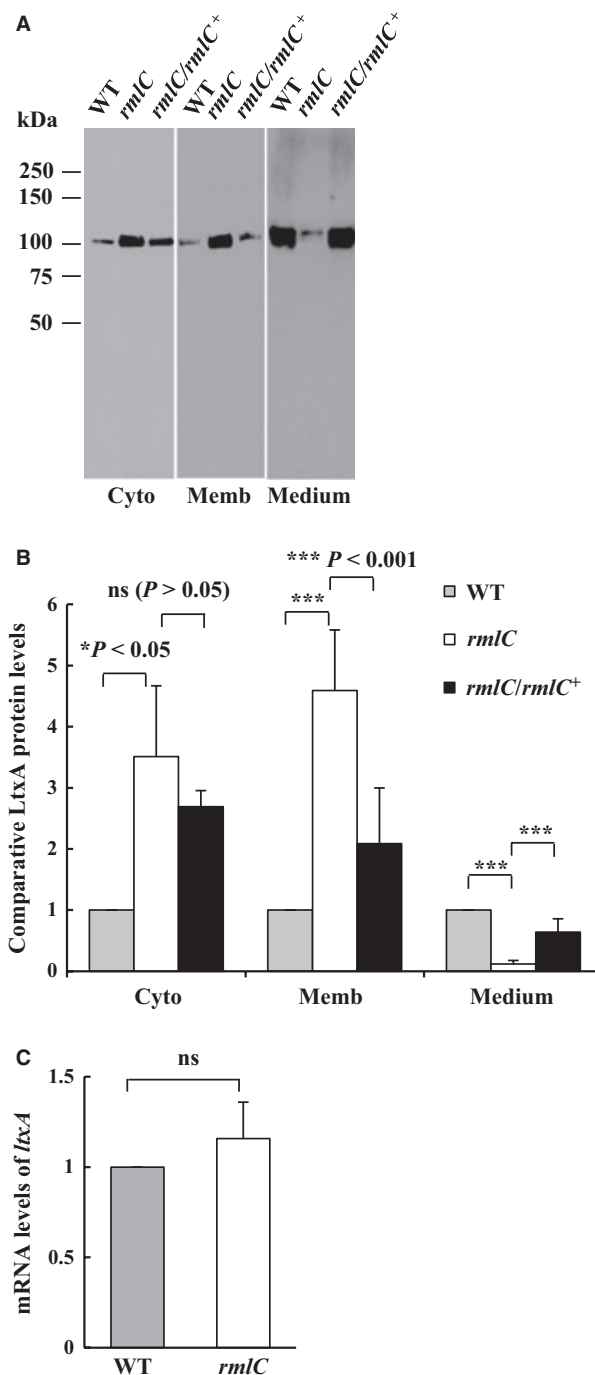 A
WT rmlC rmlC/rmlC+ WT rmlC rmlC/rmlC+ WT rmlC rmlC/rmlC+
kDa
250
150
100
75
50
Cyto Memb Medium
B
*** P < 0.001
ns (P > 0.05)
***
*P < 0.05
*** ***
WT
rmlC
rmlC/rmlC+
Comparative LtxA protein levels
6
5
4
3
2
1
0
Cyto Memb Medium
C
ns
mRNA levels of ltxA
1.5
1
0.5
0
WT rmlC